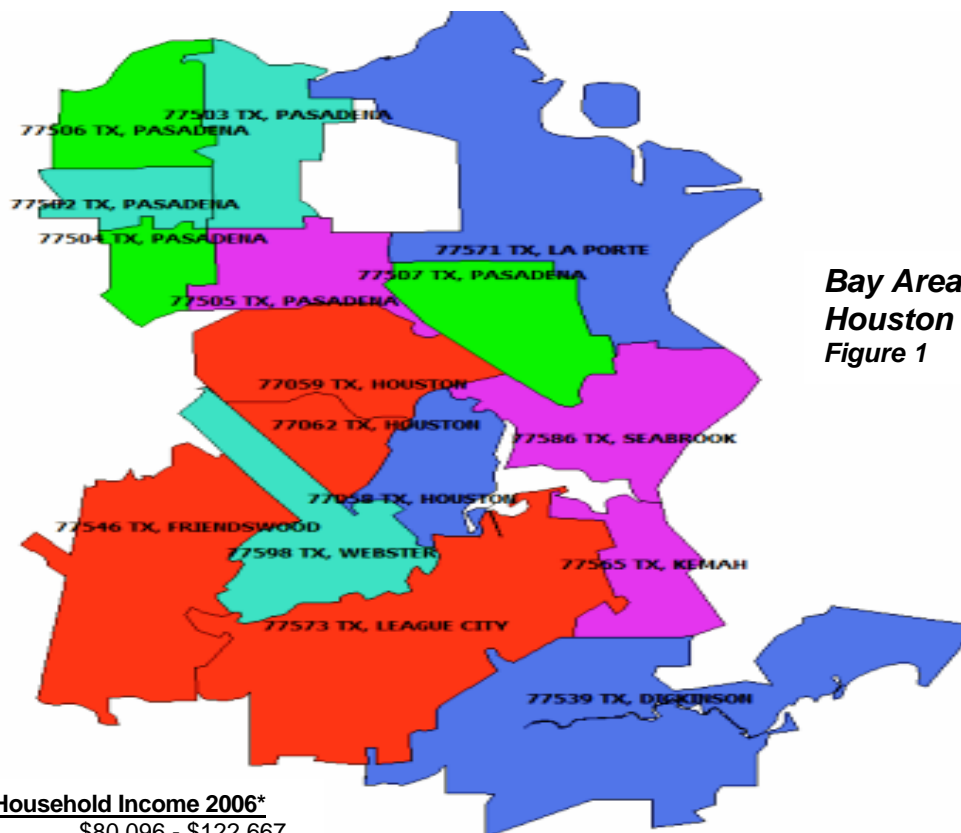 77503 TX, PASADENA
77506 TX, PASADENA
77502 TX, PASADENA
77504 TX, PASADENA
77571 TX, LA PORTE
77507 TX, PASADENA
77505 TX, PASADENA
Bay Area
Houston
Figure 1
77059 TX, HOUSTON
77062 TX, HOUSTON
77586 TX, SEABROOK
77058 TX, HOUSTON
77546 TX, FRIENDSWOOD
77598 TX, WEBSTER
77565 TX, KEMAH
77573 TX, LEAGUE CITY
77539 TX, DICKINSON
Household Income 2006*
$80,096 - $122,667